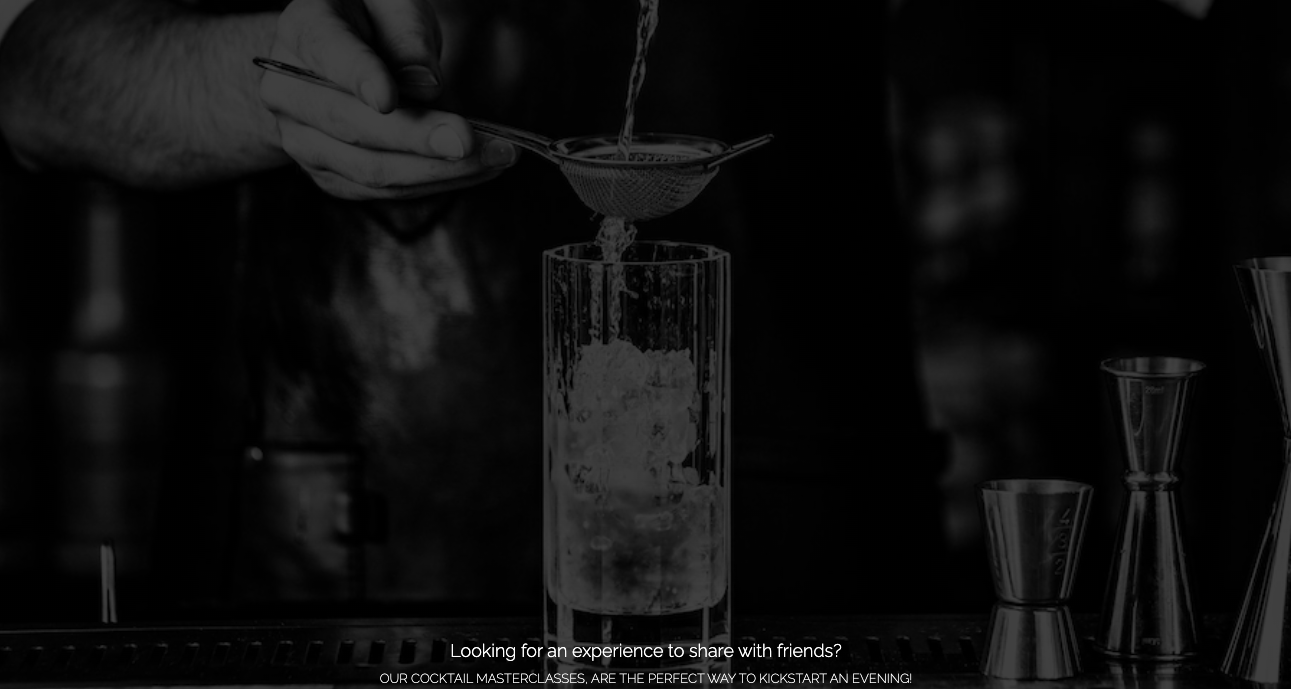 Looking for an experience to share with friends?
OUR COCKTAIL MASTERCLASSES, ARE THE PERFECT WAY TO KICKSTART AN EVENING!